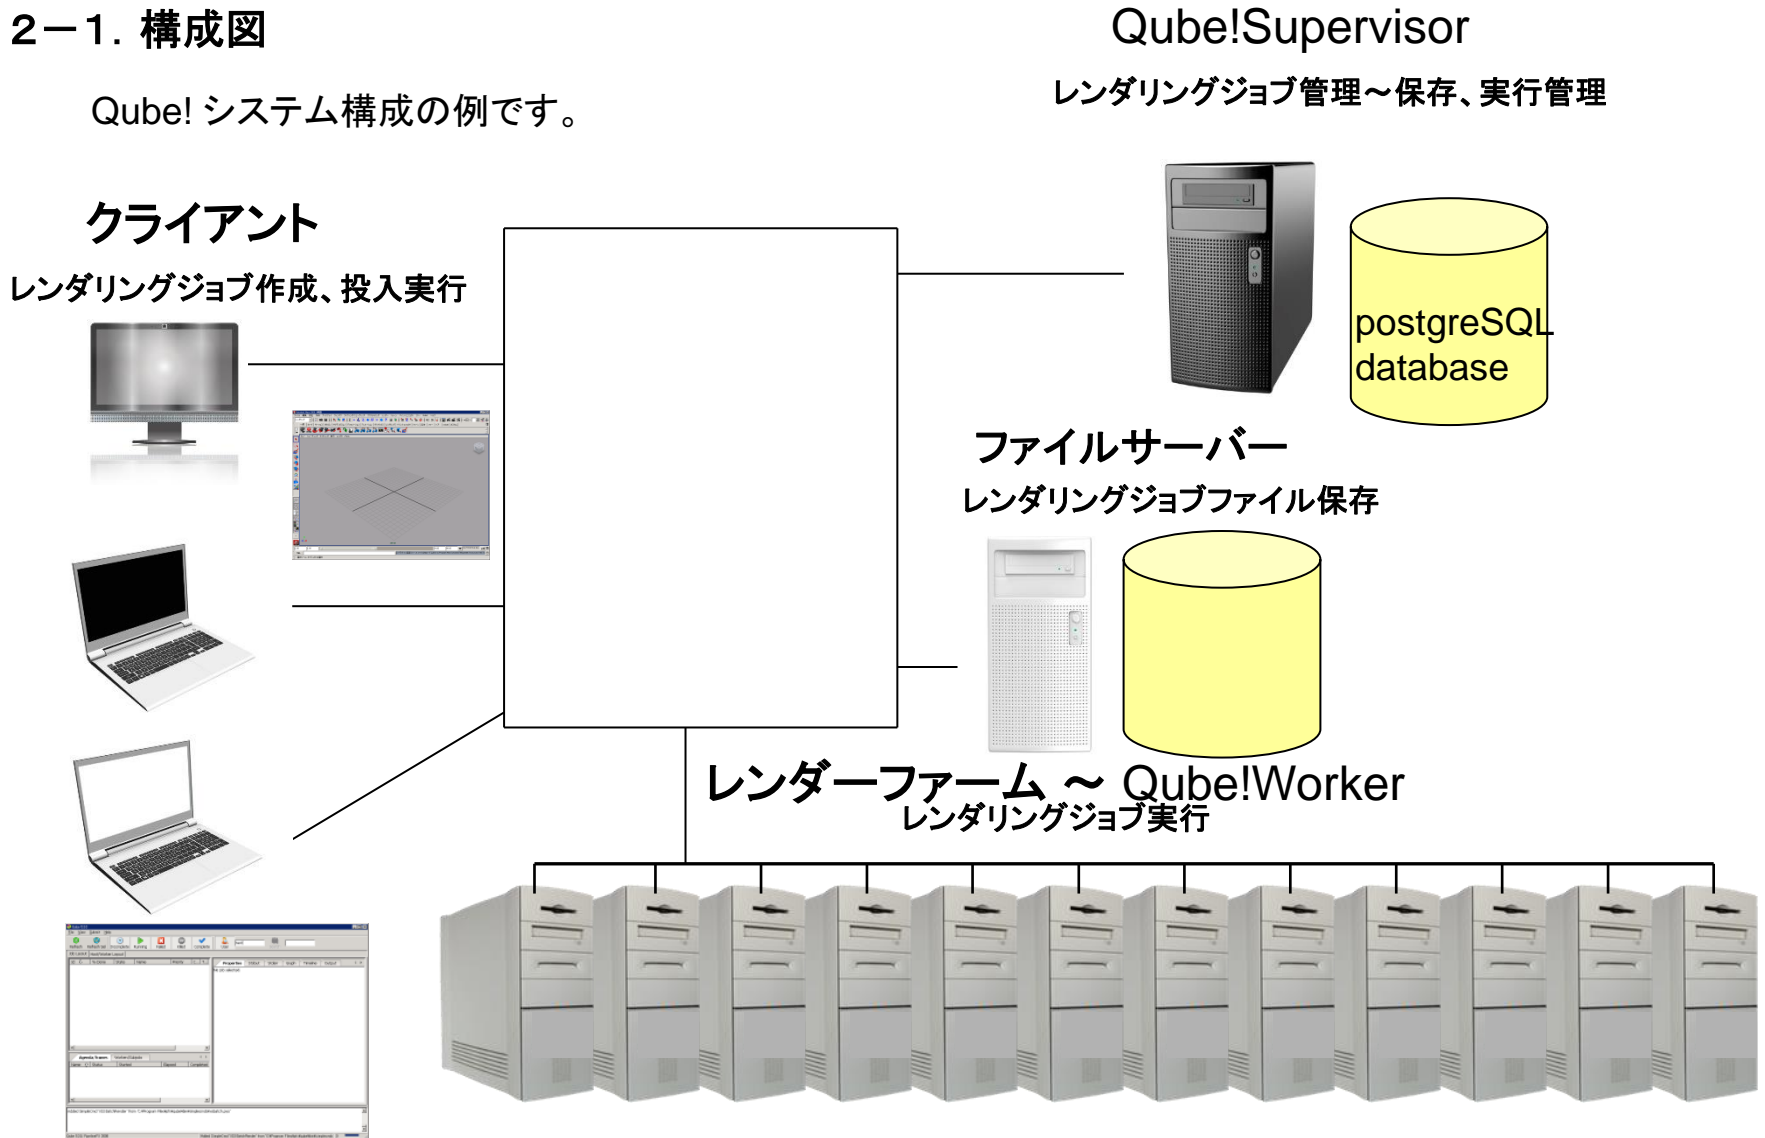 ２－１．構成図
Qube! システム構成の例です。
Qube!Supervisor
レンダリングジョブ管理～保存、実行管理
クライアント
レンダリングジョブ作成、投入実行
postgreSQL
database
ファイルサーバー
レンダリングジョブファイル保存
レンダーファーム ～ Qube!Worker
レンダリングジョブ実行